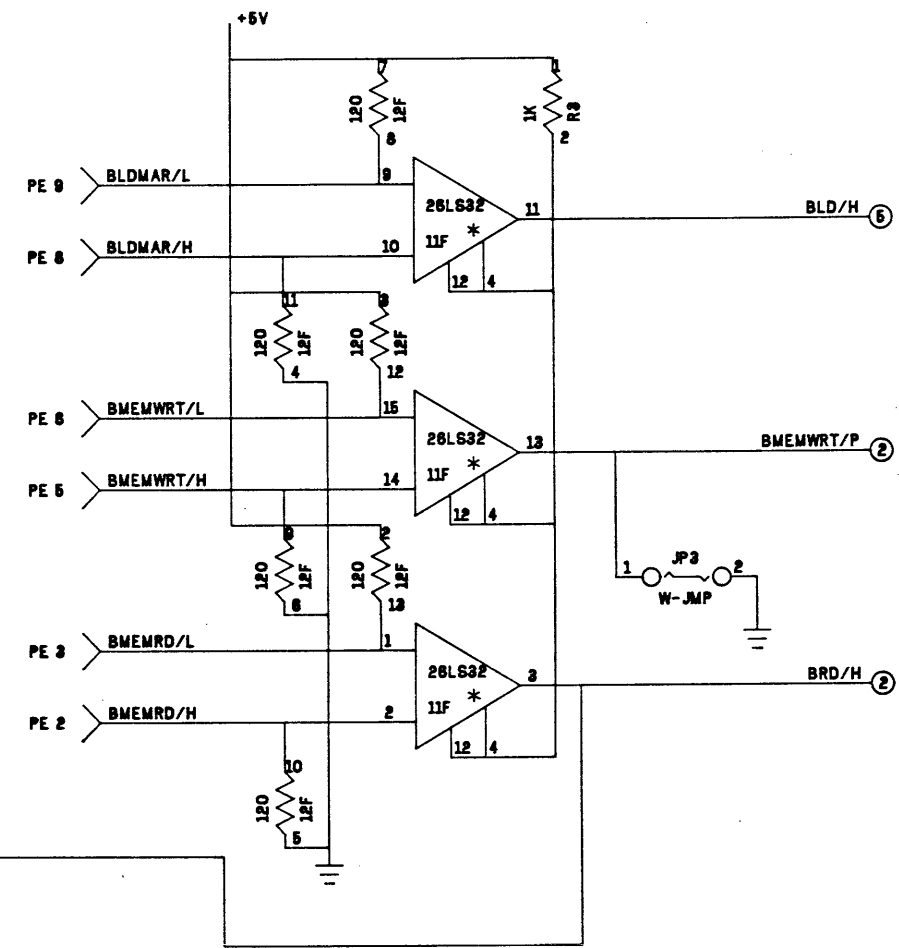 +5V
7 1
120 12F 1K R3
8 2
PE 9 BLDMAR/L 9
26LS32 11 BLD/H 5
*
PE 8 BLDMAR/H 10 11F
12 4
11 3
120 12F 120 12F
4 12
PE 6 BMEMWRT/L 15
26LS32 13 BMEMWRT/P 2
*
PE 5 BMEMWRT/H 14 11F
12 4
9 2
120 12F 120 12F 1 JP3 2
6 13 W-JMP
PE 3 BMEMRD/L 1
26LS32 3 BRD/H 2
*
PE 2 BMEMRD/H 2 11F
12 4
10
120 12F
5